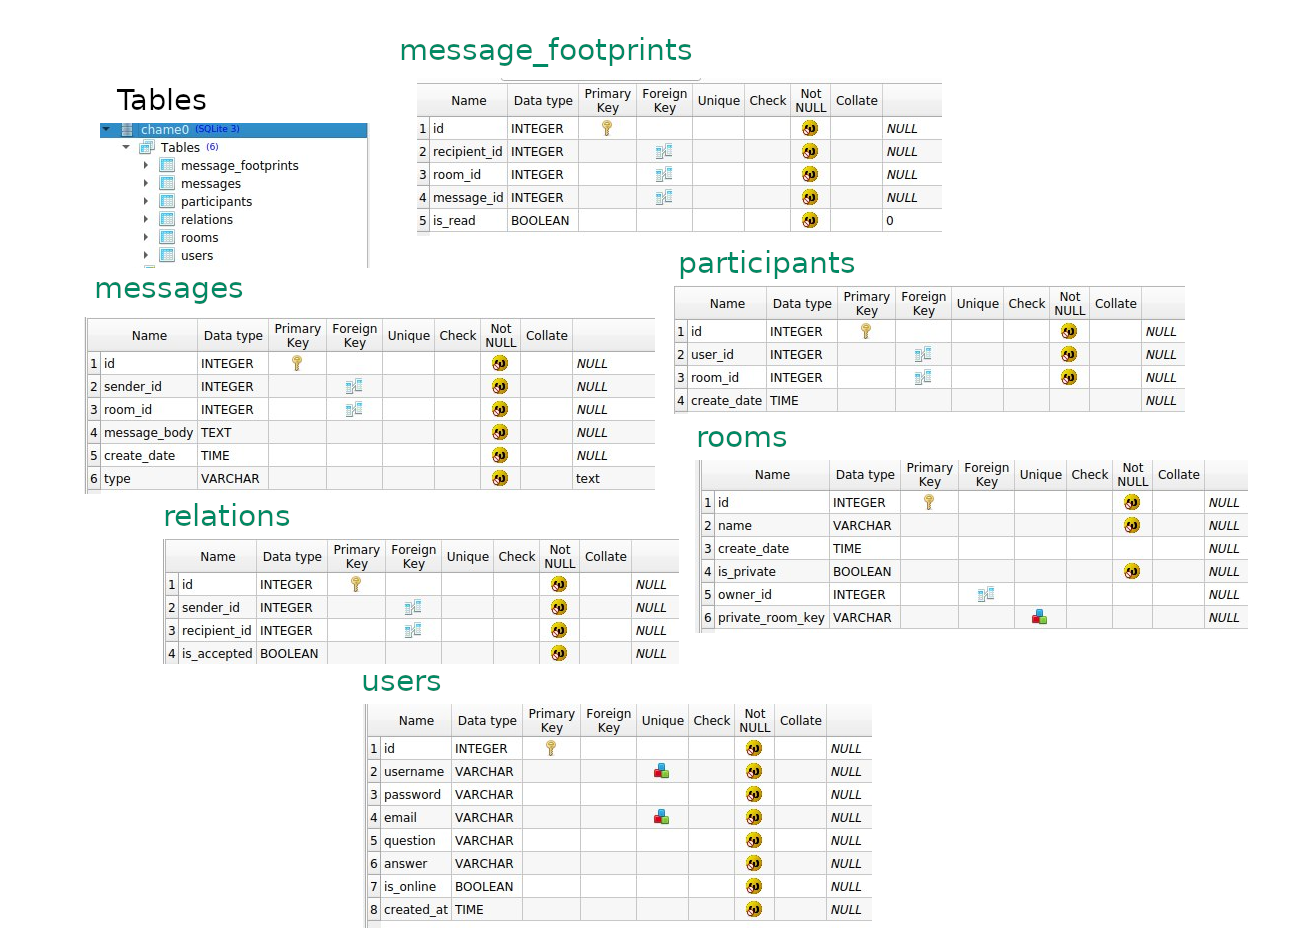 message_footprints
Name Data type Primary Key Foreign Key Unique Check Not NULL Collate
1 id INTEGER NULL
2 recipient_id INTEGER NULL
3 room_id INTEGER NULL
4 message_id INTEGER NULL
5 is_read BOOLEAN 0
Tables
chame0 (SQLite 3)
Tables (6)
message_footprints
messages
participants
relations
rooms
users
participants
Name Data type Primary Key Foreign Key Unique Check Not NULL Collate
1 id INTEGER NULL
2 user_id INTEGER NULL
3 room_id INTEGER NULL
4 create_date TIME NULL
messages
Name Data type Primary Key Foreign Key Unique Check Not NULL Collate
1 id INTEGER NULL
2 sender_id INTEGER NULL
3 room_id INTEGER NULL
4 message_body TEXT NULL
5 create_date TIME NULL
6 type VARCHAR text
rooms
Name Data type Primary Key Foreign Key Unique Check Not NULL Collate
1 id INTEGER NULL
2 name VARCHAR NULL
3 create_date TIME NULL
4 is_private BOOLEAN NULL
5 owner_id INTEGER NULL
6 private_room_key VARCHAR NULL
relations
Name Data type Primary Key Foreign Key Unique Check Not NULL Collate
1 id INTEGER NULL
2 sender_id INTEGER NULL
3 recipient_id INTEGER NULL
4 is_accepted BOOLEAN NULL
users
Name Data type Primary Key Foreign Key Unique Check Not NULL Collate
1 id INTEGER NULL
2 username VARCHAR NULL
3 password VARCHAR NULL
4 email VARCHAR NULL
5 question VARCHAR NULL
6 answer VARCHAR NULL
7 is_online BOOLEAN NULL
8 created_at TIME NULL